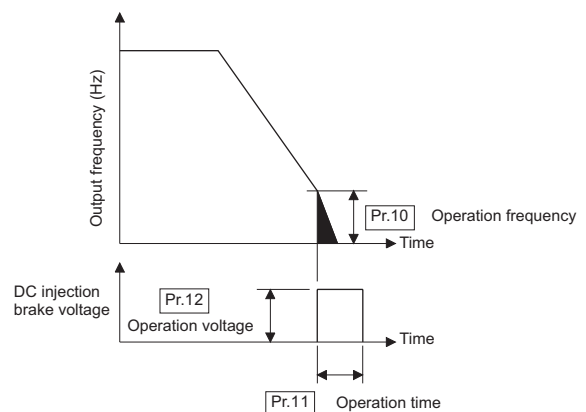 Output frequency (Hz)
Pr.10 Operation frequency
Time
DC injection
brake voltage
Pr.12
Operation voltage
Time
Pr.11 Operation time